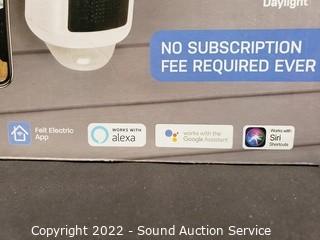 Daylight
NO SUBSCRIPTION
FEE REQUIRED EVER
Feit Electric
App
WORKS WITH
alexa
works with the
Google Assistant
Works with
Siri
Shortcuts
Copyright 2022 - Sound Auction Service